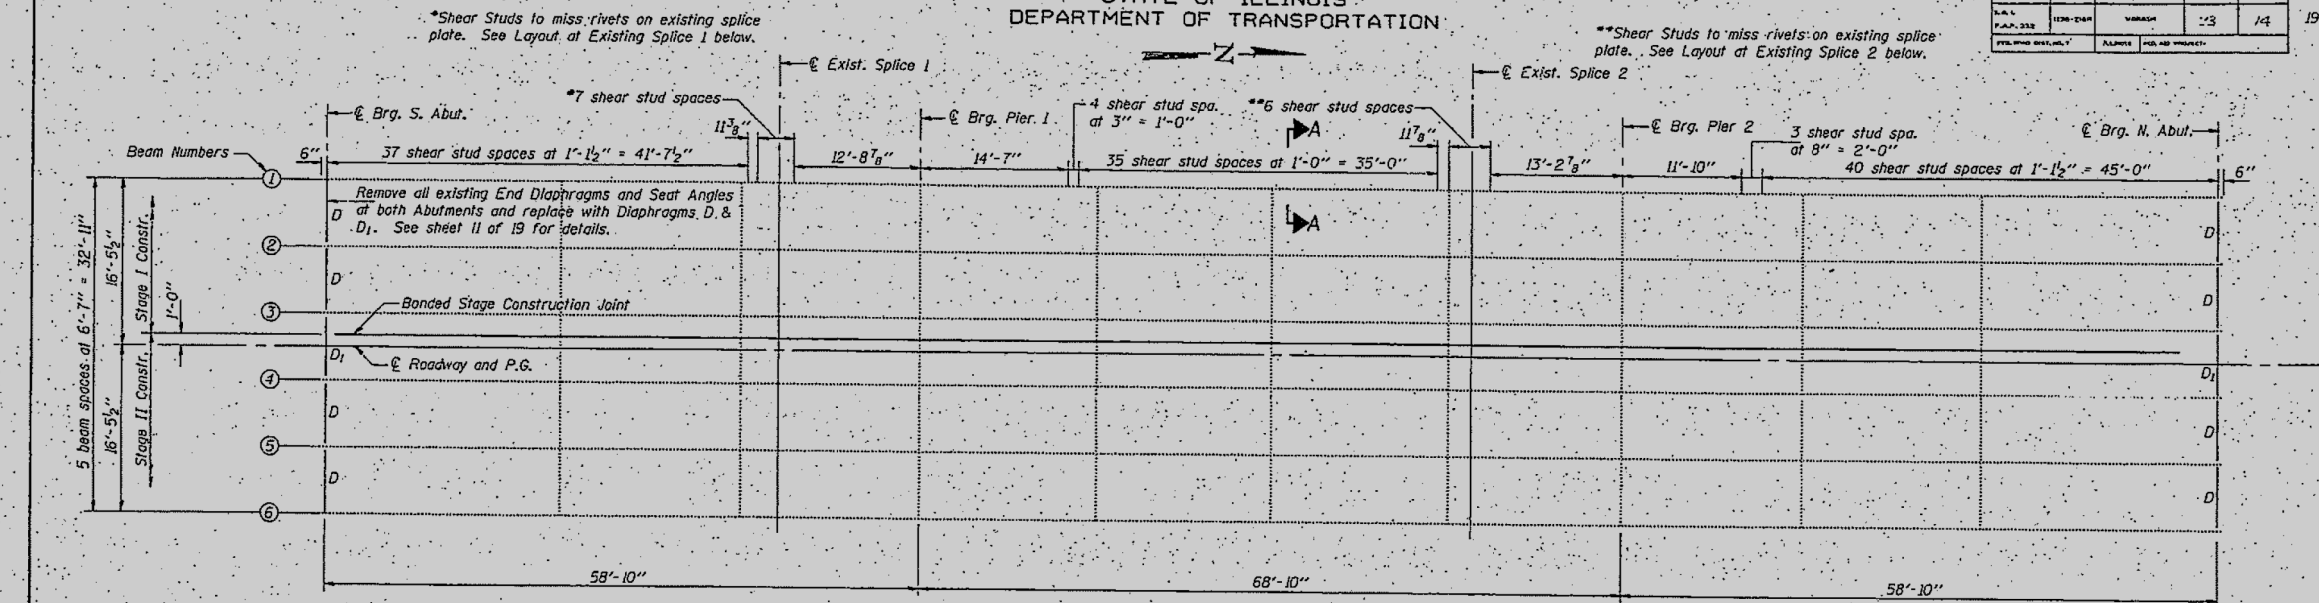 STATE OF ILLINOIS
DEPARTMENT OF TRANSPORTATION
*Shear Studs to miss rivets on existing splice
plate. See Layout at Existing Splice 1 below.
**Shear Studs to miss rivets on existing splice
plate. See Layout at Existing Splice 2 below.
F.A.P. 332
WABASH
23
14
19
ILLINOIS
Z
℄ Exist. Splice 1
℄ Exist. Splice 2
℄ Brg. S. Abut.
*7 shear stud spaces
℄ Brg. Pier 1
4 shear stud spa.
at 3" = 1'-0"
**6 shear stud spaces
A
℄ Brg. Pier 2
3 shear stud spa.
at 8" = 2'-0"
℄ Brg. N. Abut.
Beam Numbers
6"
37 shear stud spaces at 1'-1½" = 41'-7½"
11⅜"
12'-8⅞"
14'-7"
35 shear stud spaces at 1'-0" = 35'-0"
11⅞"
13'-2⅞"
11'-10"
40 shear stud spaces at 1'-1½" = 45'-0"
6"
1
Remove all existing End Diaphragms and Seat Angles
at both Abutments and replace with Diaphragms D &
D1. See sheet 11 of 19 for details.
D
A
D
2
D
D
3
Bonded Stage Construction Joint
℄ Roadway and P.G.
D1
D1
4
D
D
5
D
D
6
5 beam spaces at 6'-7" = 32'-11"
16'-5½"
16'-5½"
Stage I Constr.
Stage II Constr.
1'-0"
58'-10"
68'-10"
58'-10"